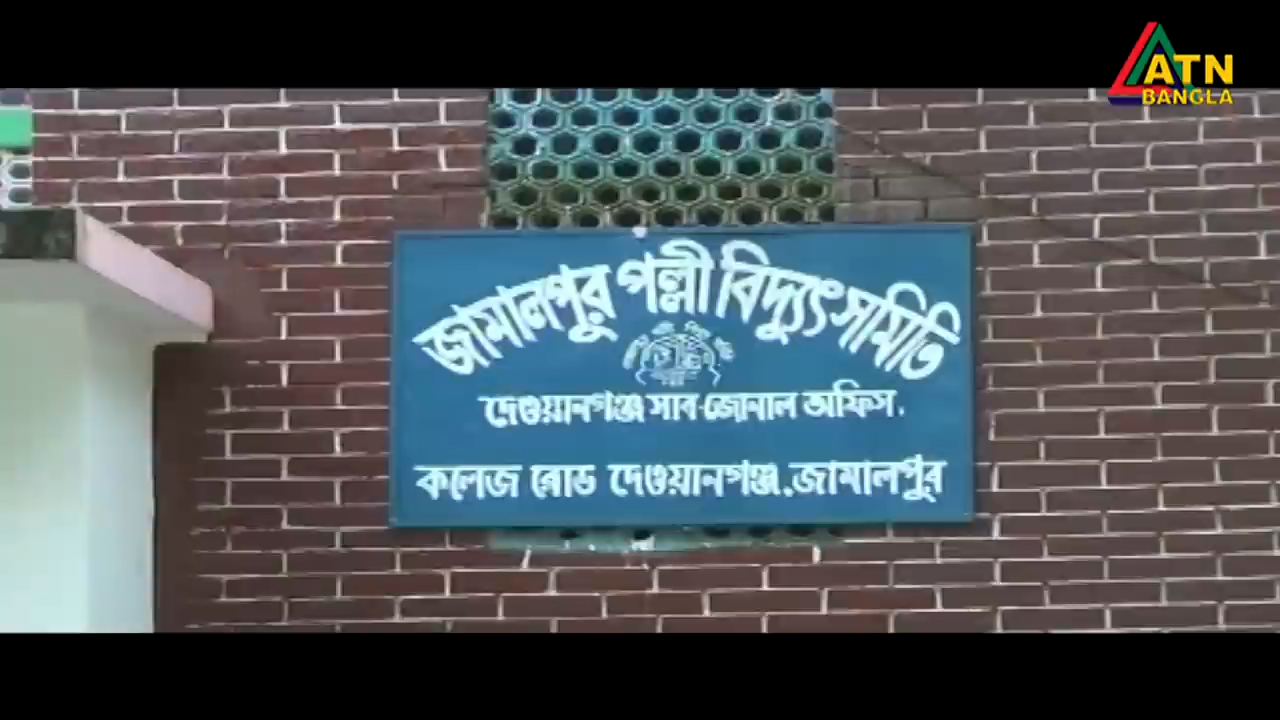 ATN
BANGLA
জামালপুর পল্লী বিদ্যুৎ সমিতি
দেওয়ানগঞ্জ সাব-জোনাল অফিস.
কলেজ রোড দেওয়ানগঞ্জ.জামালপুর